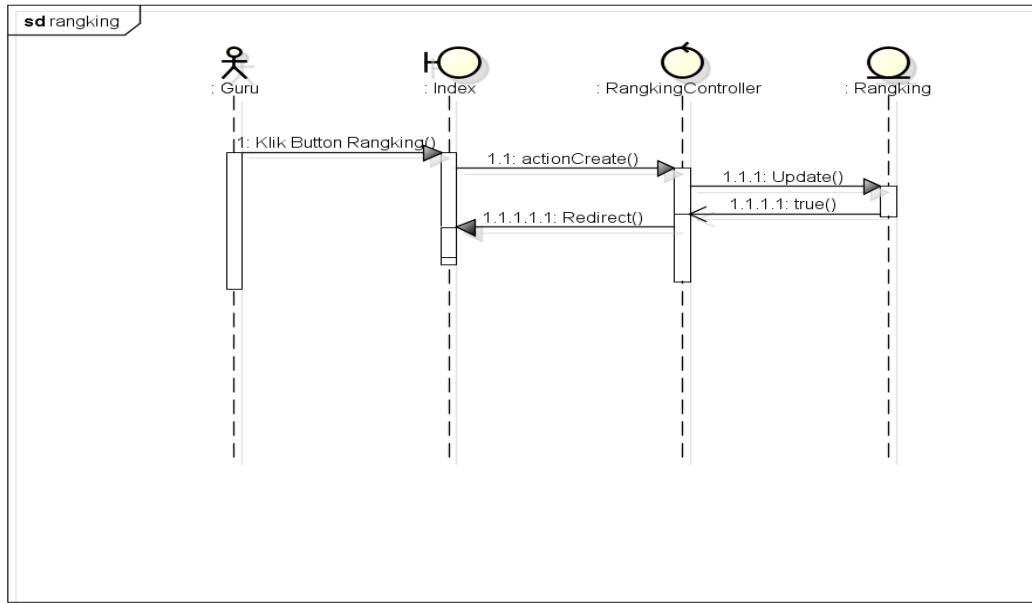 sd rangking
: Guru
: Index
: RangkingController
: Rangking
1: Klik Button Rangking()
1.1: actionCreate()
1.1.1: Update()
1.1.1.1: true()
1.1.1.1.1: Redirect()